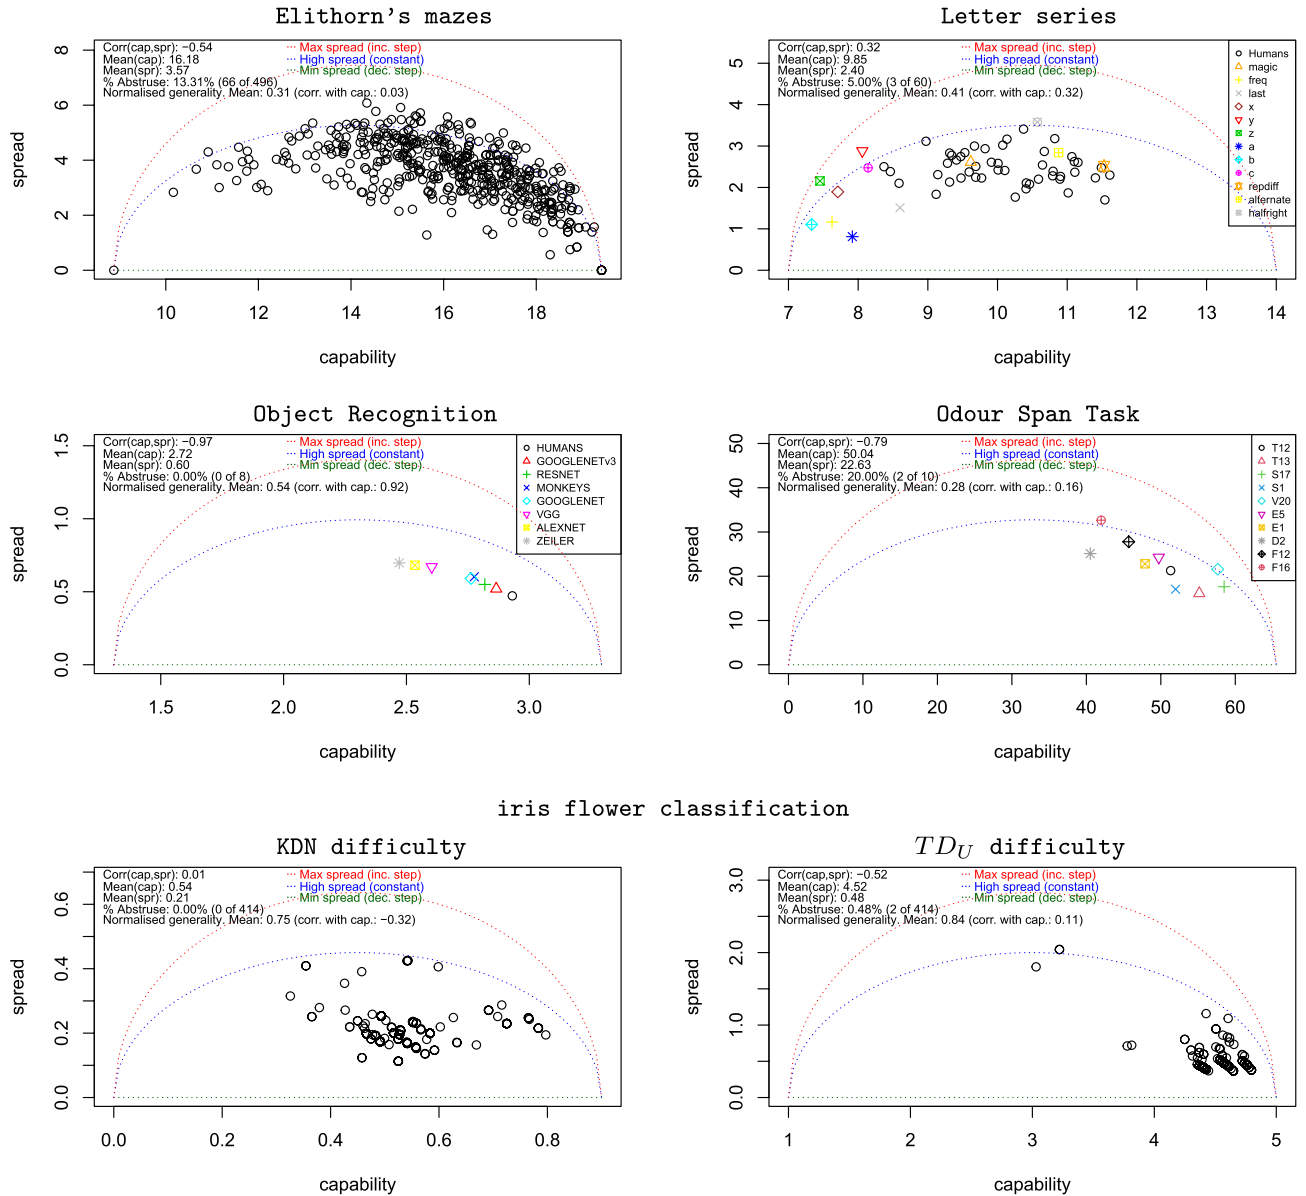 Elithorn's mazes
Corr(cap,spr): −0.54
Mean(cap): 16.18
Mean(spr): 3.57
% Abstruse: 13.31% (66 of 496)
Normalised generality. Mean: 0.31 (corr. with cap.: 0.03)
Max spread (inc. step)
High spread (constant)
Min spread (dec. step)
spread
0
2
4
6
8
10
12
14
16
18
capability
Letter series
Corr(cap,spr): 0.32
Mean(cap): 9.85
Mean(spr): 2.40
% Abstruse: 5.00% (3 of 60)
Normalised generality. Mean: 0.41 (corr. with cap.: 0.32)
Max spread (inc. step)
High spread (constant)
Min spread (dec. step)
Humans
magic
freq
last
x
y
z
a
b
c
repdiff
alternate
halfright
spread
0
1
2
3
4
5
7
8
9
10
11
12
13
14
capability
Object Recognition
Corr(cap,spr): −0.97
Mean(cap): 2.72
Mean(spr): 0.60
% Abstruse: 0.00% (0 of 8)
Normalised generality. Mean: 0.54 (corr. with cap.: 0.92)
Max spread (inc. step)
High spread (constant)
Min spread (dec. step)
HUMANS
GOOGLENETv3
RESNET
MONKEYS
GOOGLENET
VGG
ALEXNET
ZEILER
spread
0.0
0.5
1.0
1.5
1.5
2.0
2.5
3.0
capability
Odour Span Task
Corr(cap,spr): −0.79
Mean(cap): 50.04
Mean(spr): 22.63
% Abstruse: 20.00% (2 of 10)
Normalised generality. Mean: 0.28 (corr. with cap.: 0.16)
Max spread (inc. step)
High spread (constant)
Min spread (dec. step)
T12
T13
S17
S1
V20
E5
E1
D2
F12
F16
spread
0
10
20
30
40
50
0
10
20
30
40
50
60
capability
iris flower classification
KDN difficulty
Corr(cap,spr): 0.01
Mean(cap): 0.54
Mean(spr): 0.21
% Abstruse: 0.00% (0 of 414)
Normalised generality. Mean: 0.75 (corr. with cap.: −0.32)
Max spread (inc. step)
High spread (constant)
Min spread (dec. step)
spread
0.0
0.2
0.4
0.6
0.0
0.2
0.4
0.6
0.8
capability
TD_U difficulty
Corr(cap,spr): −0.52
Mean(cap): 4.52
Mean(spr): 0.48
% Abstruse: 0.48% (2 of 414)
Normalised generality. Mean: 0.84 (corr. with cap.: 0.11)
Max spread (inc. step)
High spread (constant)
Min spread (dec. step)
spread
0.0
1.0
2.0
3.0
1
2
3
4
5
capability